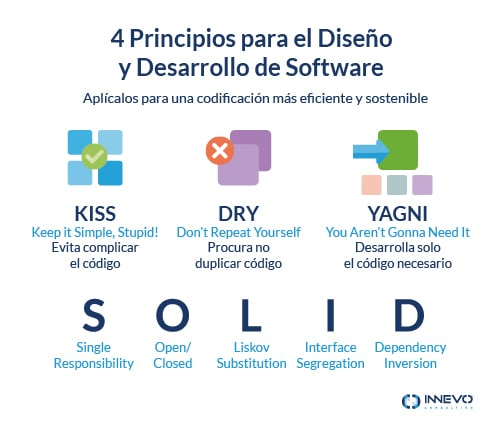 4 Principios para el Diseño
y Desarrollo de Software
Aplícalos para una codificación más eficiente y sostenible
KISS
Keep it Simple, Stupid!
Evita complicar
el código
DRY
Don't Repeat Yourself
Procura no
duplicar código
YAGNI
You Aren't Gonna Need It
Desarrolla solo
el código necesario
S O L I D
Single
Responsibility
Open/
Closed
Liskov
Substitution
Interface
Segregation
Dependency
Inversion
INNEVO
CONSULTING